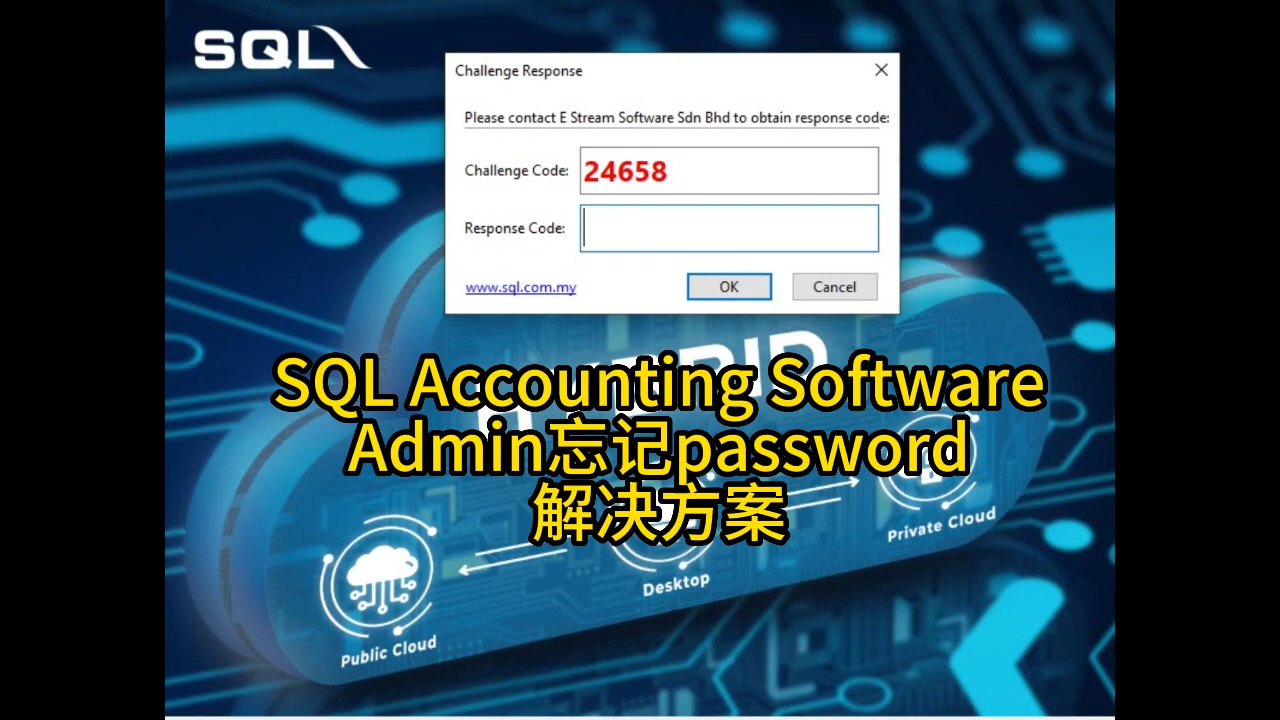 SQL
Challenge Response
Please contact E Stream Software Sdn Bhd to obtain response code:
Challenge Code: 24658
Response Code:
www.sql.com.my
OK
Cancel
SQL Accounting Software
Admin忘记password
解决方案
Private Cloud
Desktop
Public Cloud